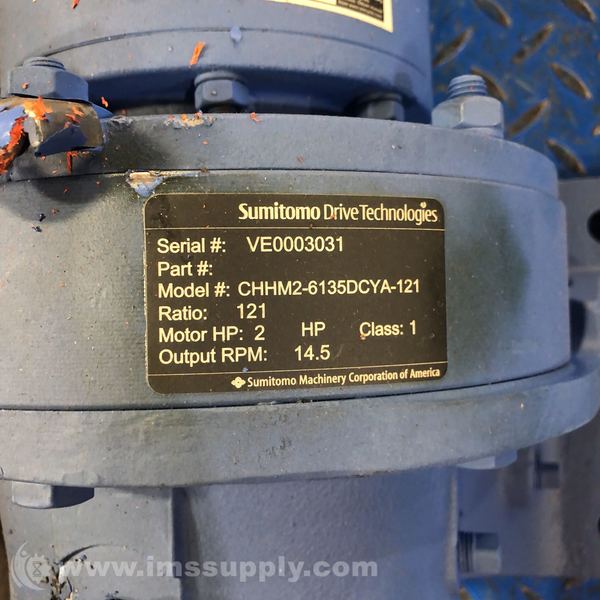 Sumitomo Drive Technologies
Serial #: VE0003031
Part #:
Model #: CHHM2-6135DCYA-121
Ratio: 121
Motor HP: 2 HP Class: 1
Output RPM: 14.5
Sumitomo Machinery Corporation of America
www.imssupply.com